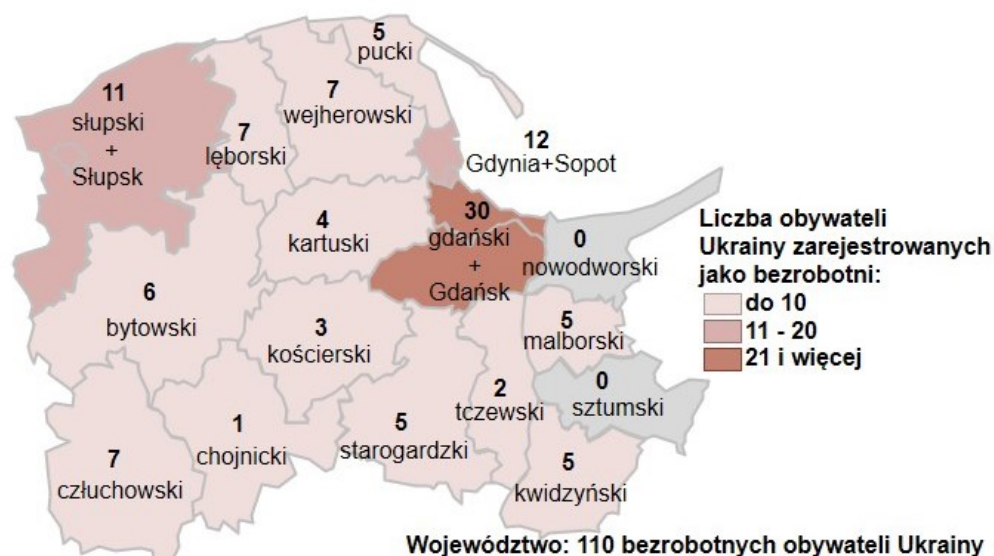 5
pucki
11
słupski
+
Słupsk
7
wejherowski
7
lęborski
12
Gdynia+Sopot
4
kartuski
30
gdański
+
Gdańsk
0
nowodworski
Liczba obywateli
Ukrainy zarejestrowanych
jako bezrobotni:
do 10
11 - 20
21 i więcej
6
bytowski
3
kościerski
5
malborski
0
sztumski
2
tczewski
5
starogardzki
1
chojnicki
7
człuchowski
5
kwidzyński
Województwo: 110 bezrobotnych obywateli Ukrainy